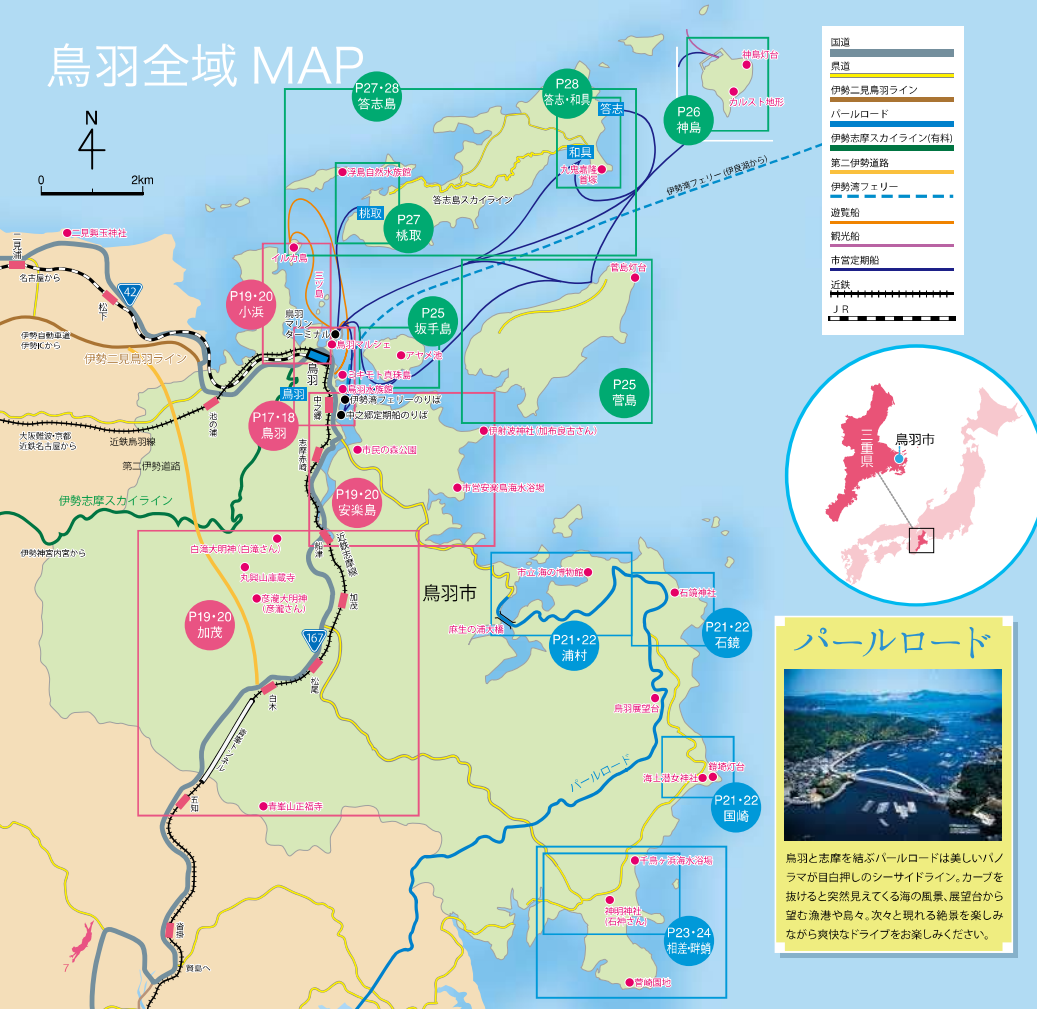 鳥羽全域 MAP
N
0
2km
国道
県道
伊勢二見鳥羽ライン
パールロード
伊勢志摩スカイライン(有料)
第二伊勢道路
伊勢湾フェリー
遊覧船
観光船
市営定期船
近鉄
JR
P27・28
答志島
P28
答志・和具
答志
和具
九鬼嘉隆
首塚
P26
神島
神島灯台
カルスト地形
伊勢湾フェリー(伊良湖から)
浮島自然水族館
答志島スカイライン
桃取
P27
桃取
二見興玉神社
二見浦
名古屋から
松下
42
伊勢自動車道
伊勢ICから
伊勢二見鳥羽ライン
イルカ島
三ツ島
P19・20
小浜
鳥羽
マリン
ターミナル
鳥羽マルシェ
P25
坂手島
アヤメ池
菅島灯台
P25
菅島
鳥羽
鳥羽
ミキモト真珠島
鳥羽水族館
伊勢湾フェリーのりば
中之郷定期船のりば
中之郷
P17・18
鳥羽
池の浦
大阪難波・京都
近鉄名古屋から
近鉄鳥羽線
第二伊勢道路
伊勢志摩スカイライン
伊勢神宮内宮から
志摩赤崎
市民の森公園
伊射波神社(加布良古さん)
市営安楽島海水浴場
P19・20
安楽島
船津
近鉄志摩線
白滝大明神(白滝さん)
丸興山庫蔵寺
彦瀧大明神
(彦瀧さん)
P19・20
加茂
加茂
167
松尾
白木
青峯トンネル
五知
青峯山正福寺
鳥羽市
市立 海の博物館
麻生の浦大橋
P21・22
浦村
石鏡神社
P21・22
石鏡
鳥羽展望台
パールロード
鎧埼灯台
海士潜女神社
P21・22
国崎
千鳥ヶ浜海水浴場
神明神社
(石神さん)
P23・24
相差・畔蛸
菅崎園地
沓掛
賢島へ
7
三重県
鳥羽市
パールロード
鳥羽と志摩を結ぶパールロードは美しいパノ
ラマが目白押しのシーサイドライン。カーブを
抜けると突然見えてくる海の風景、展望台から
望む漁港や島々。次々と現れる絶景を楽しみ
ながら爽快なドライブをお楽しみください。